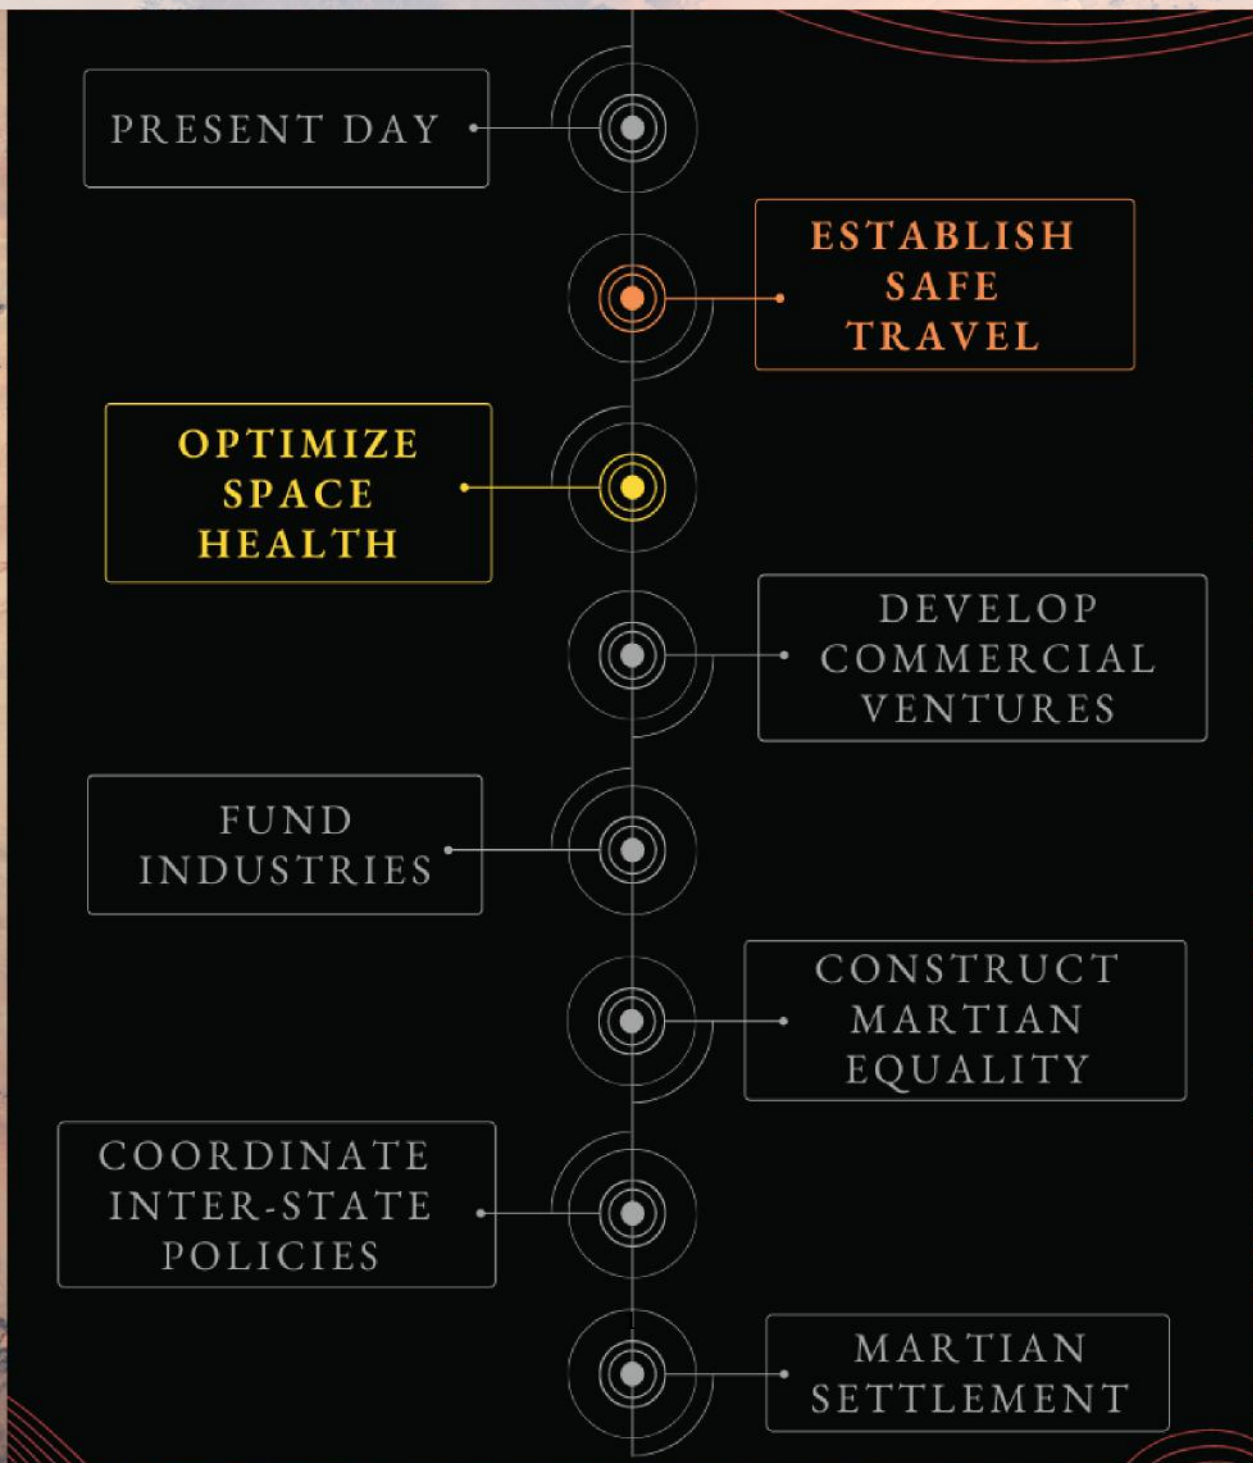 PRESENT DAY
ESTABLISH
SAFE
TRAVEL
OPTIMIZE
SPACE
HEALTH
DEVELOP
COMMERCIAL
VENTURES
FUND
INDUSTRIES
CONSTRUCT
MARTIAN
EQUALITY
COORDINATE
INTER-STATE
POLICIES
MARTIAN
SETTLEMENT